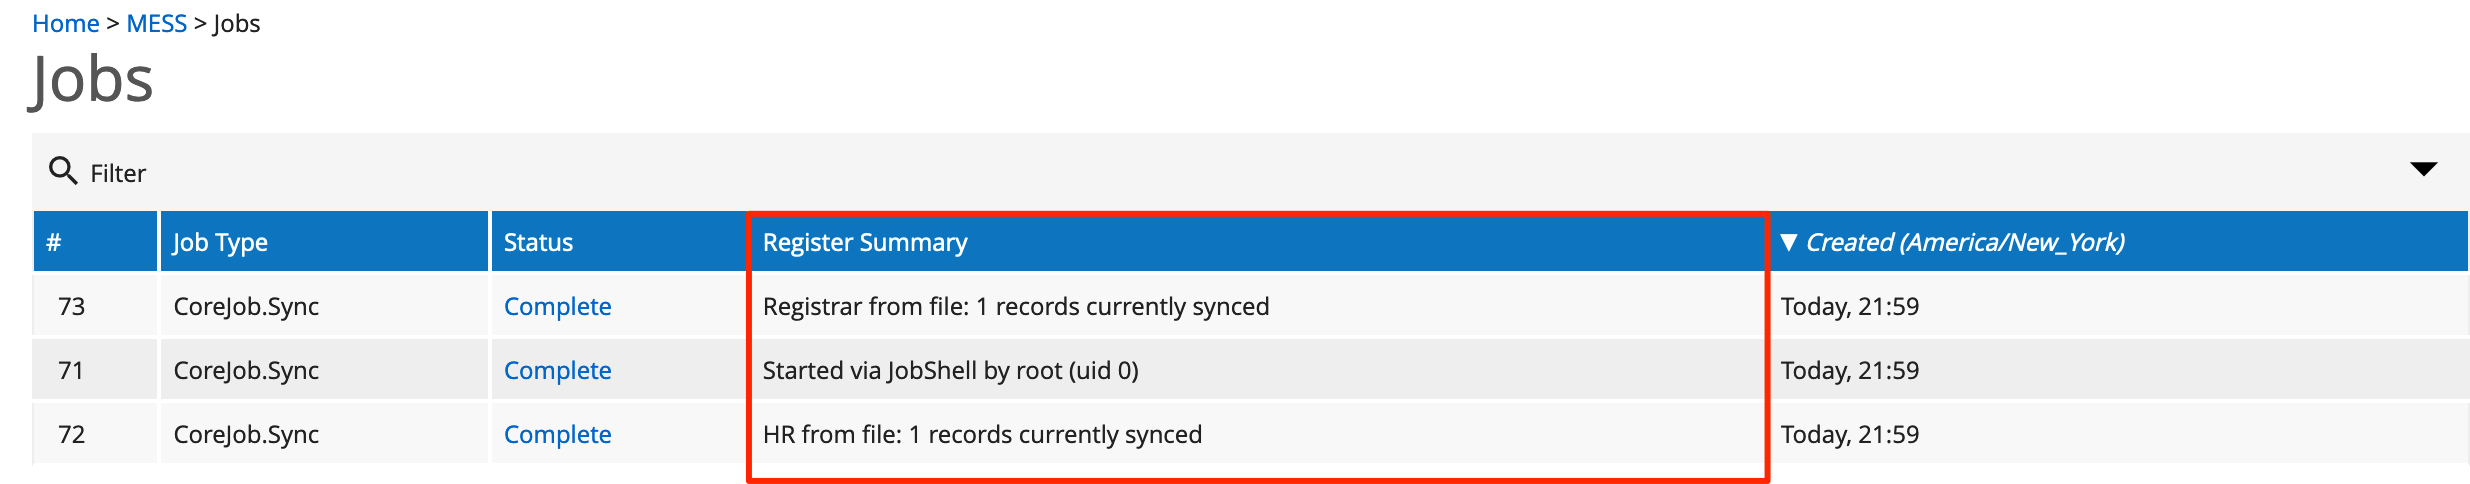 Home > MESS > Jobs
Jobs
Filter
# Job Type Status Register Summary ▼ Created (America/New_York)
73 CoreJob.Sync Complete Registrar from file: 1 records currently synced Today, 21:59
71 CoreJob.Sync Complete Started via JobShell by root (uid 0) Today, 21:59
72 CoreJob.Sync Complete HR from file: 1 records currently synced Today, 21:59